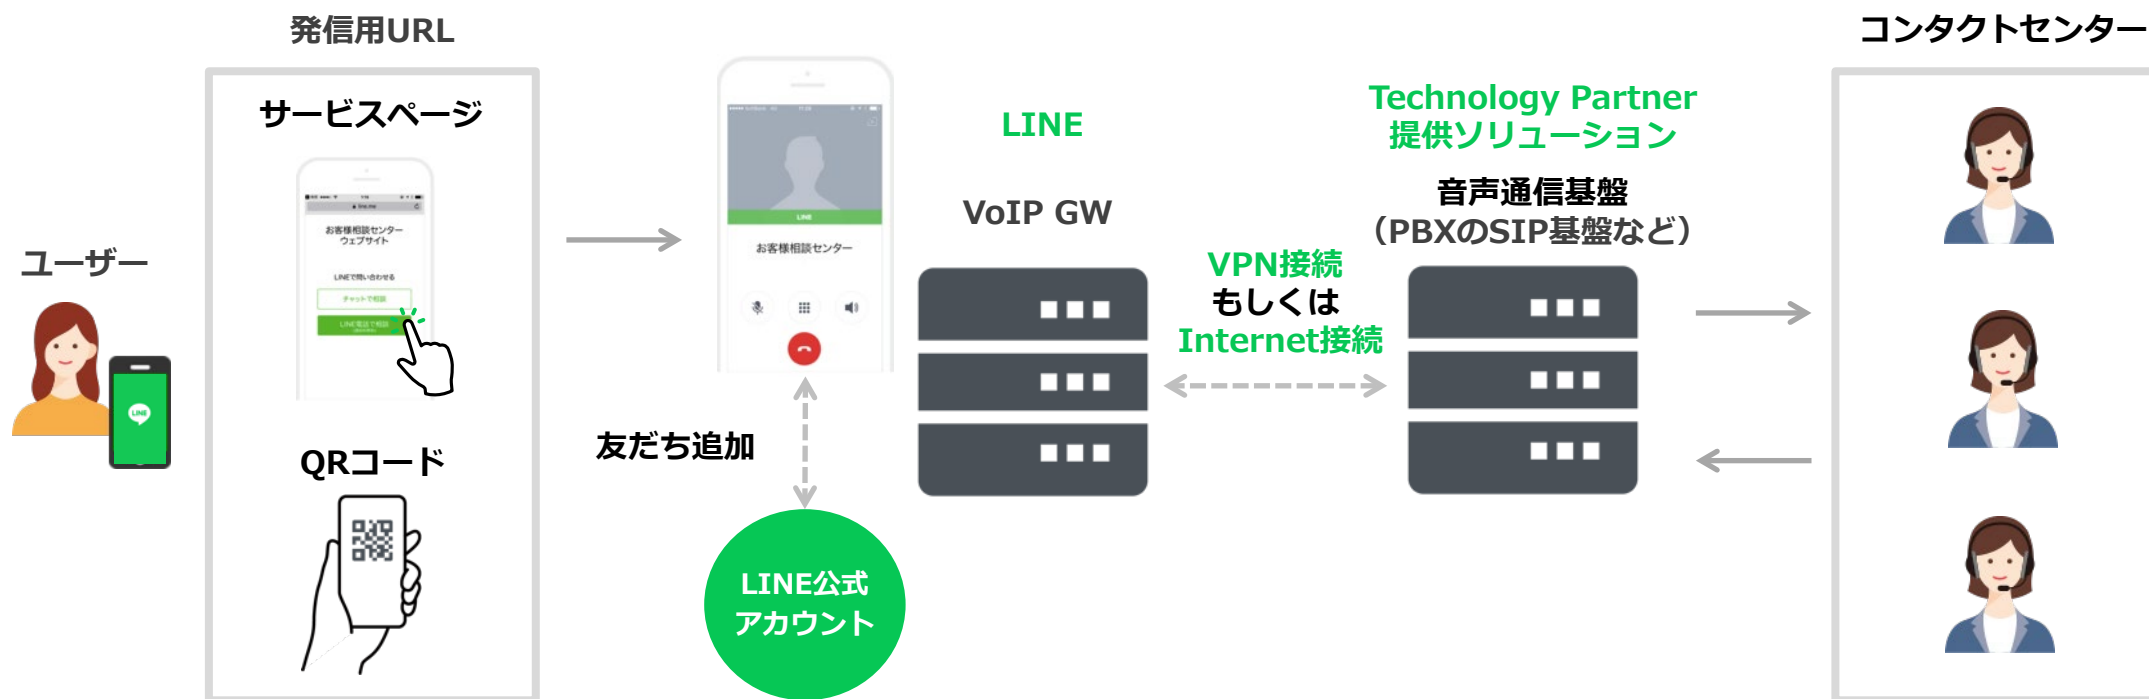 ユーザー
発信用URL
サービスページ
line.me
お客様相談センター
ウェブサイト
LINEで問い合わせる
チャットで相談
LINE電話で相談
QRコード
LINE
LINE
お客様相談センター
友だち追加
LINE公式
アカウント
LINE
VoIP GW
VPN接続
もしくは
Internet接続
Technology Partner
提供ソリューション
音声通信基盤
（PBXのSIP基盤など）
コンタクトセンター